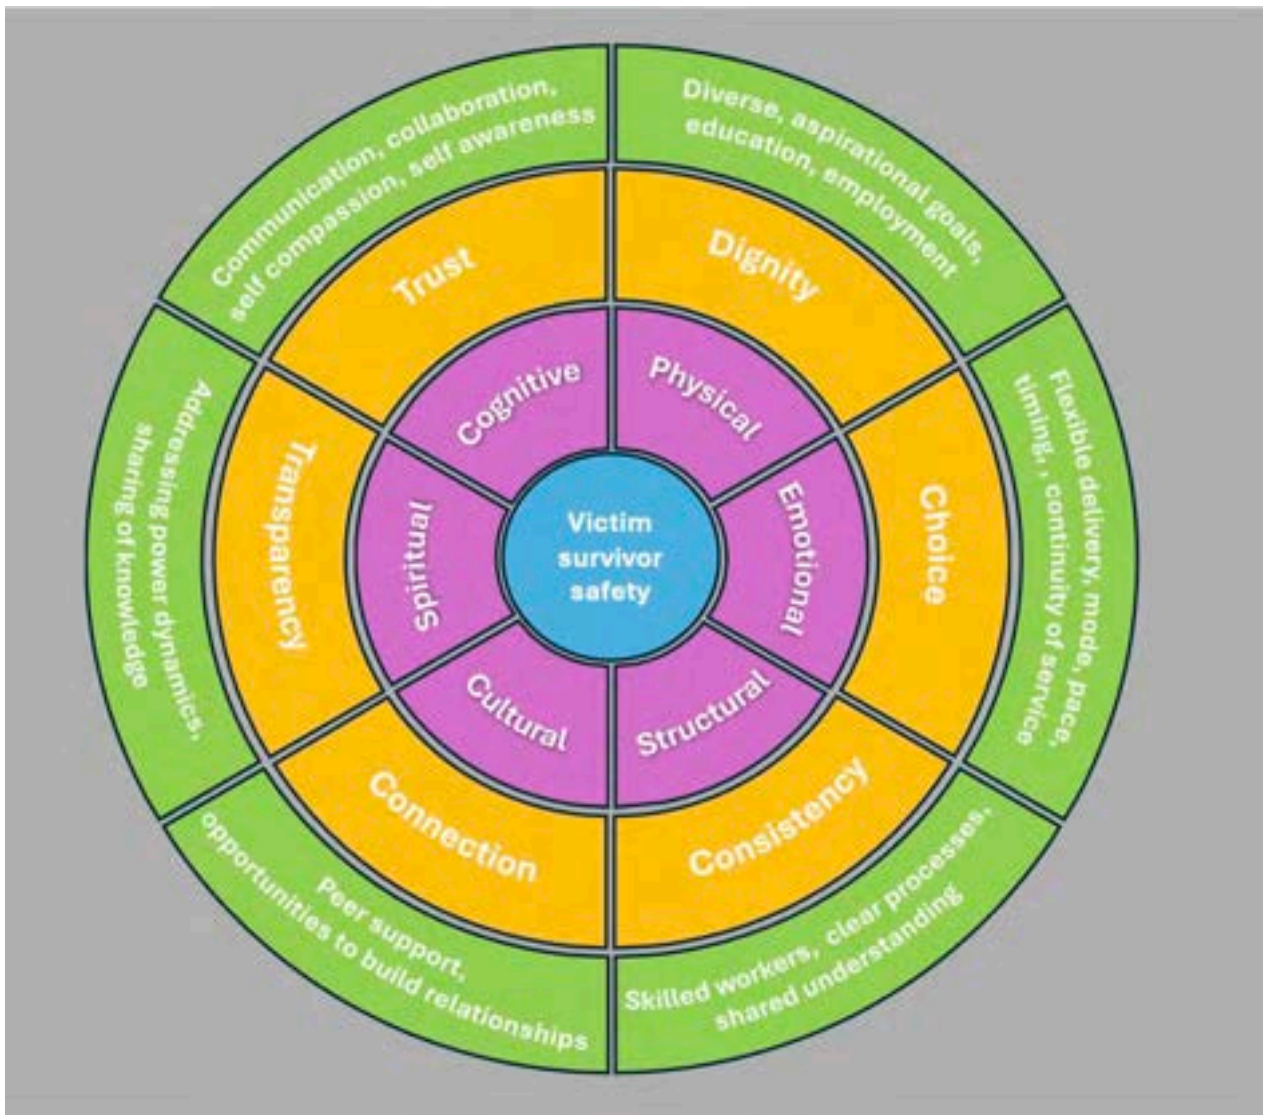 Victim
survivor
safety
Physical
Emotional
Structural
Cultural
Spiritual
Cognitive
Dignity
Choice
Consistency
Connection
Transparency
Trust
Diverse, aspirational goals,
education, employment
Flexible delivery, mode, pace,
timing, , continuity of service
Skilled workers, clear processes,
shared understanding
Peer support,
opportunities to build relationships
Addressing power dynamics,
sharing of knowledge
Communication, collaboration,
self compassion, self awareness